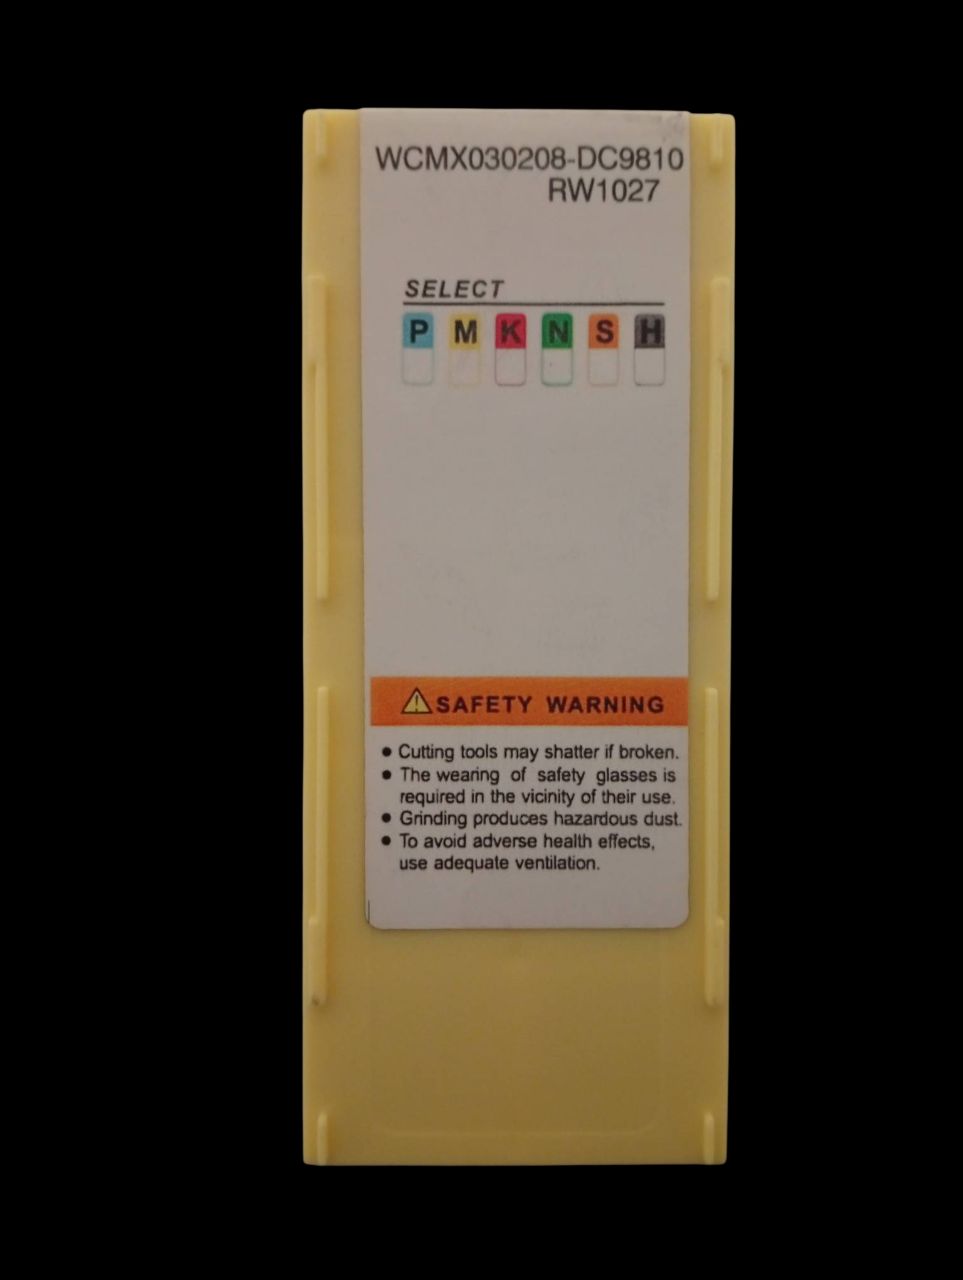 WCMX030208-DC9810
RW1027
SELECT
P M K N S H
SAFETY WARNING
● Cutting tools may shatter if broken.
● The wearing of safety glasses is
required in the vicinity of their use.
● Grinding produces hazardous dust.
● To avoid adverse health effects,
use adequate ventilation.